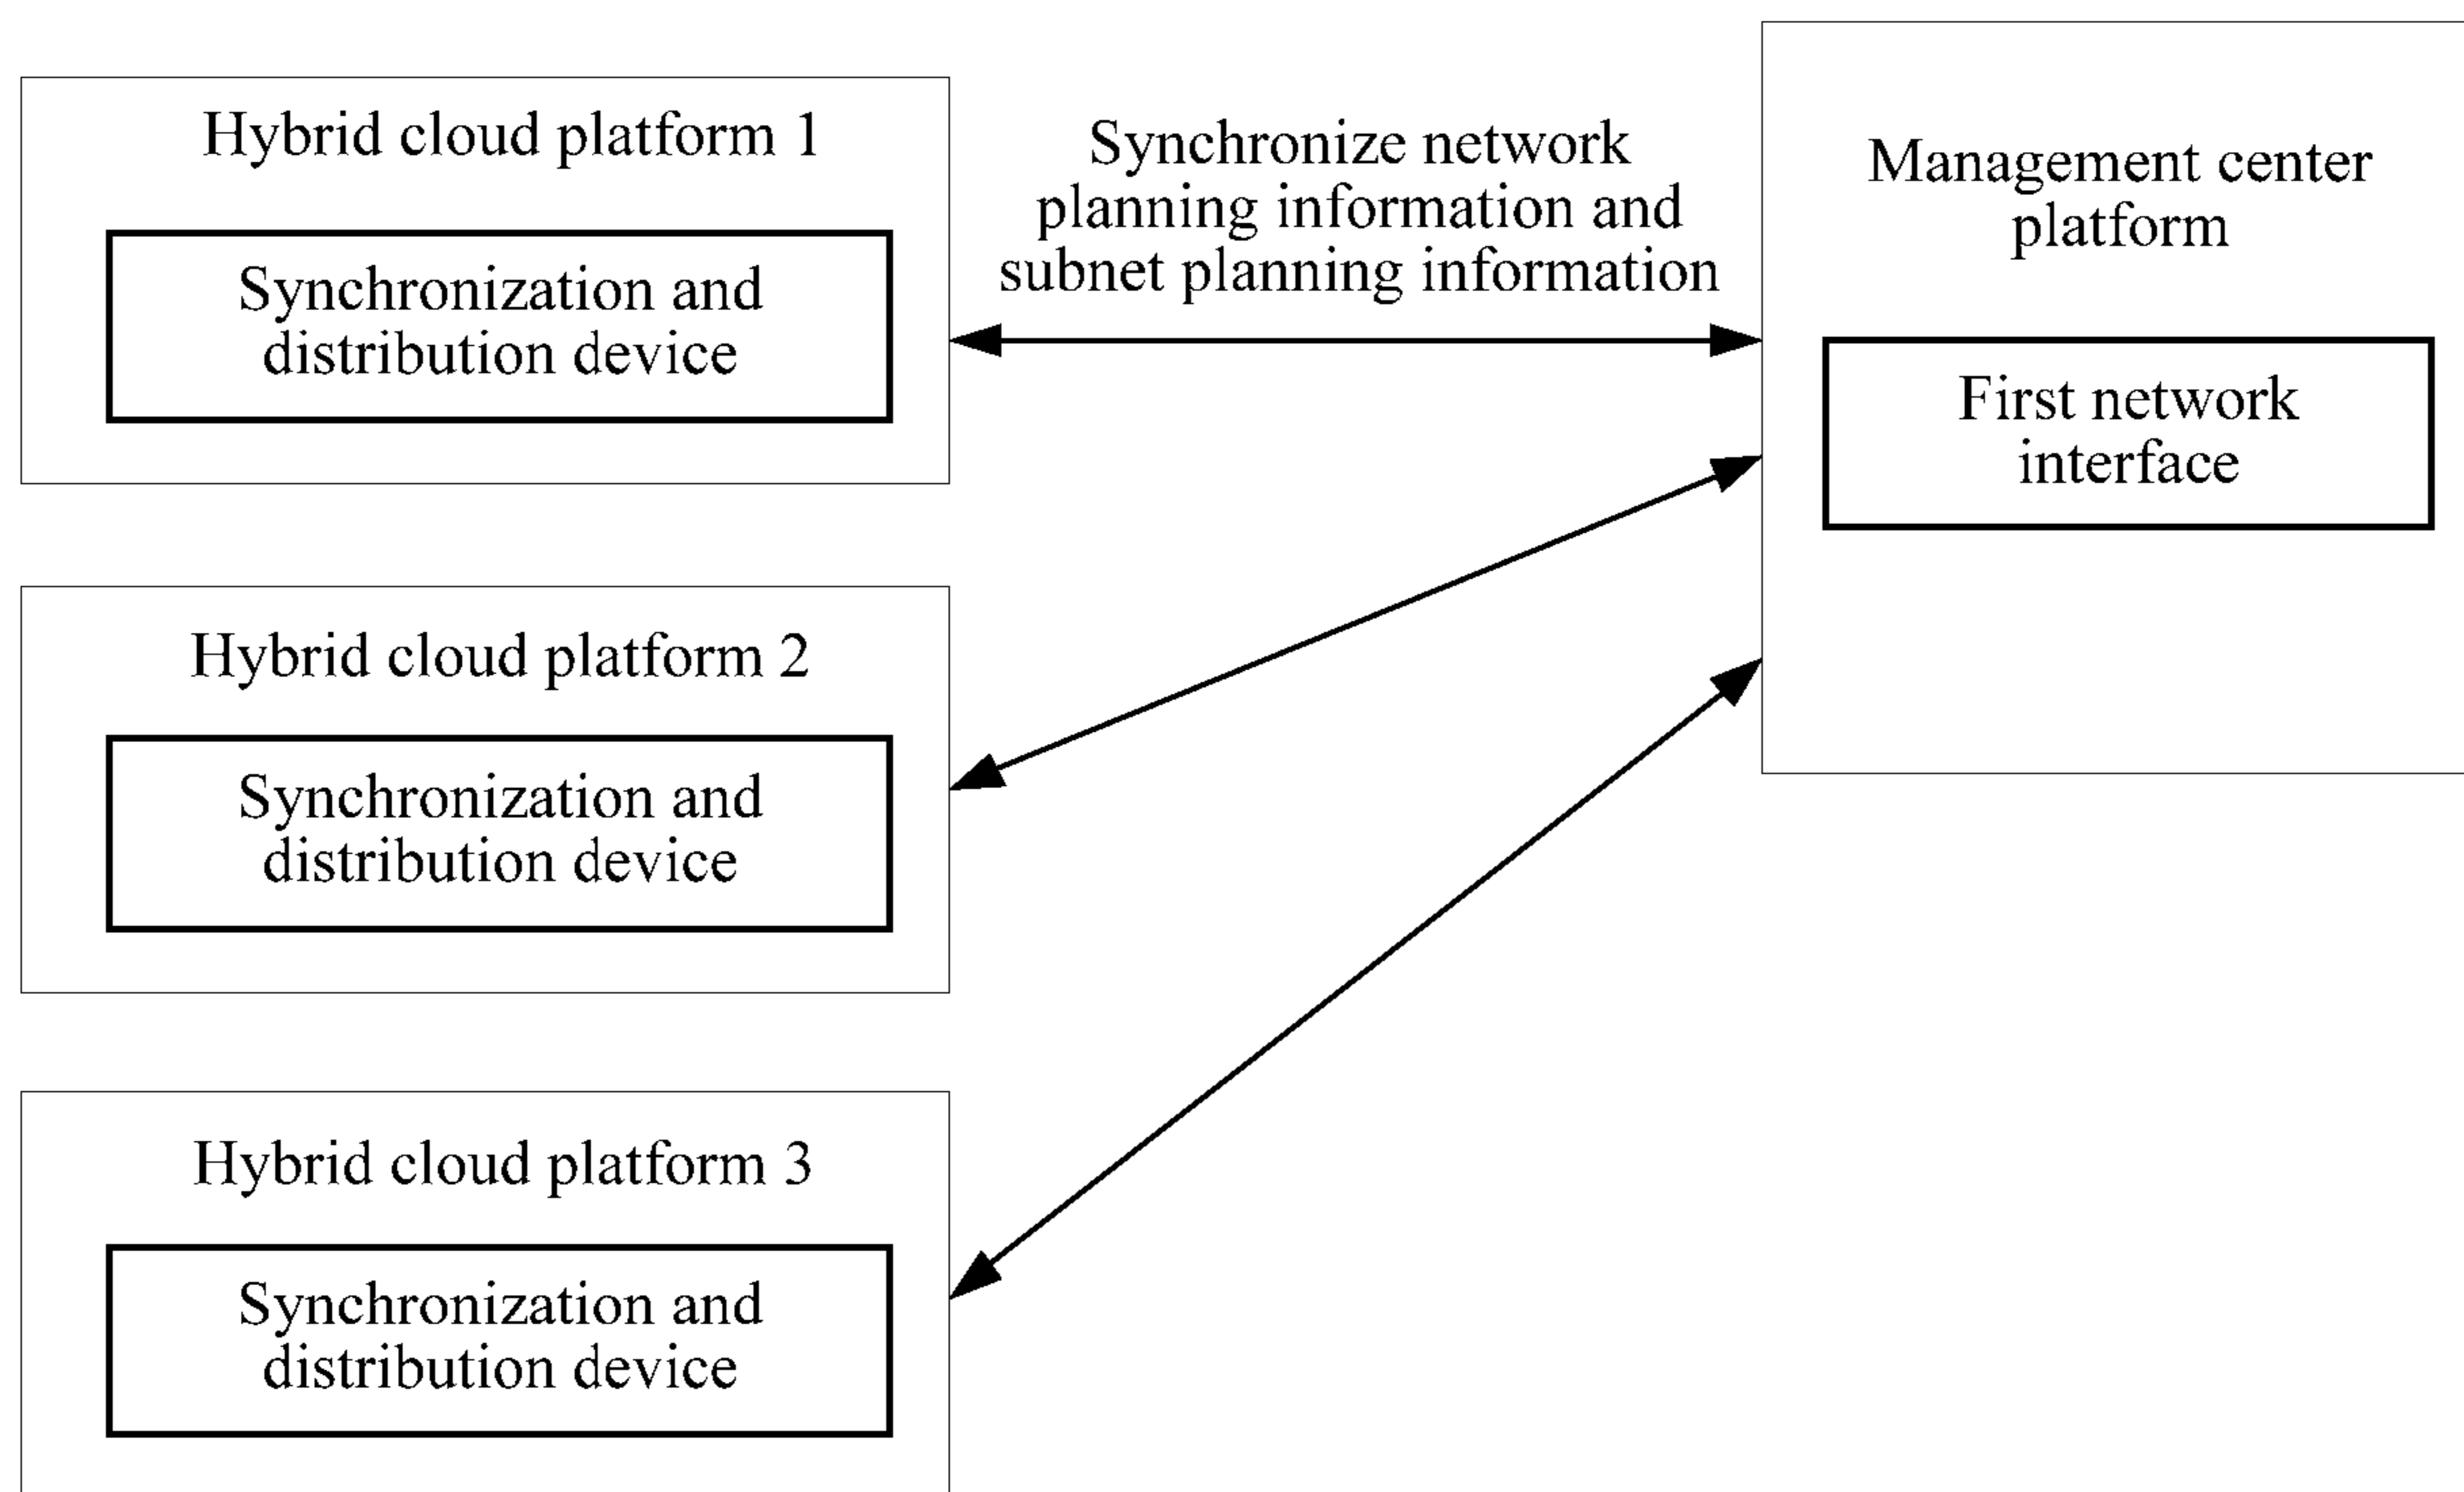 Hybrid cloud platform 1
Synchronization and
distribution device
Synchronize network
planning information and
subnet planning information
Management center
platform
First network
interface
Hybrid cloud platform 2
Synchronization and
distribution device
Hybrid cloud platform 3
Synchronization and
distribution device